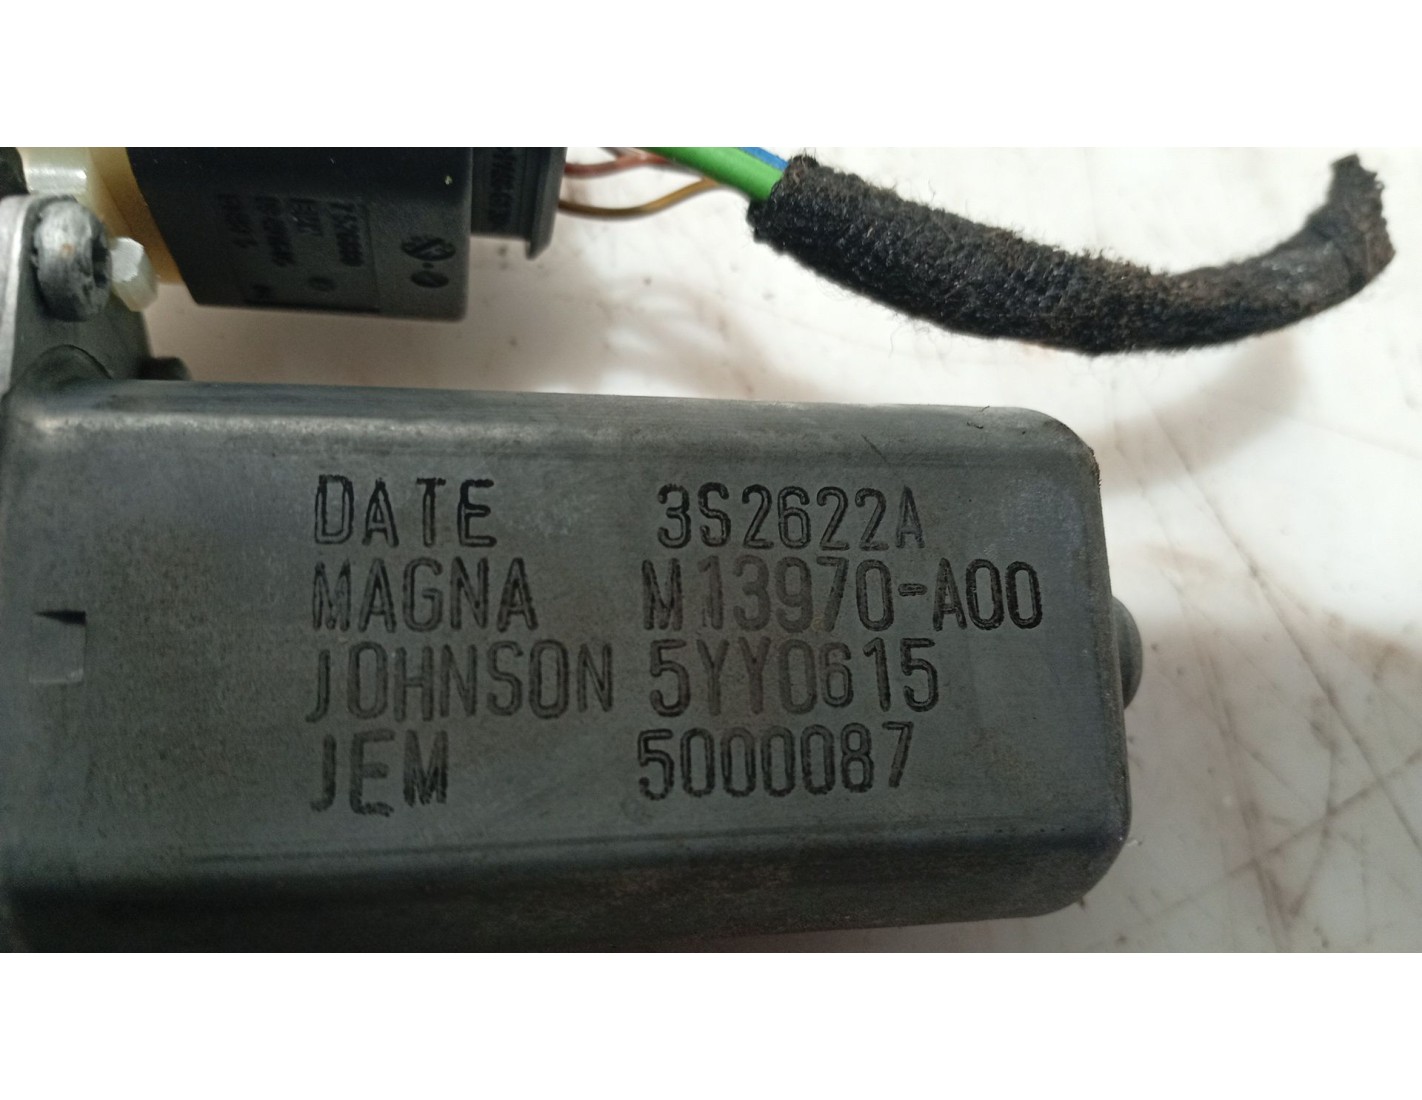 DATE 3S2622A
MAGNA M13970-A00
JOHNSON 5YY0615
JEM 5000087